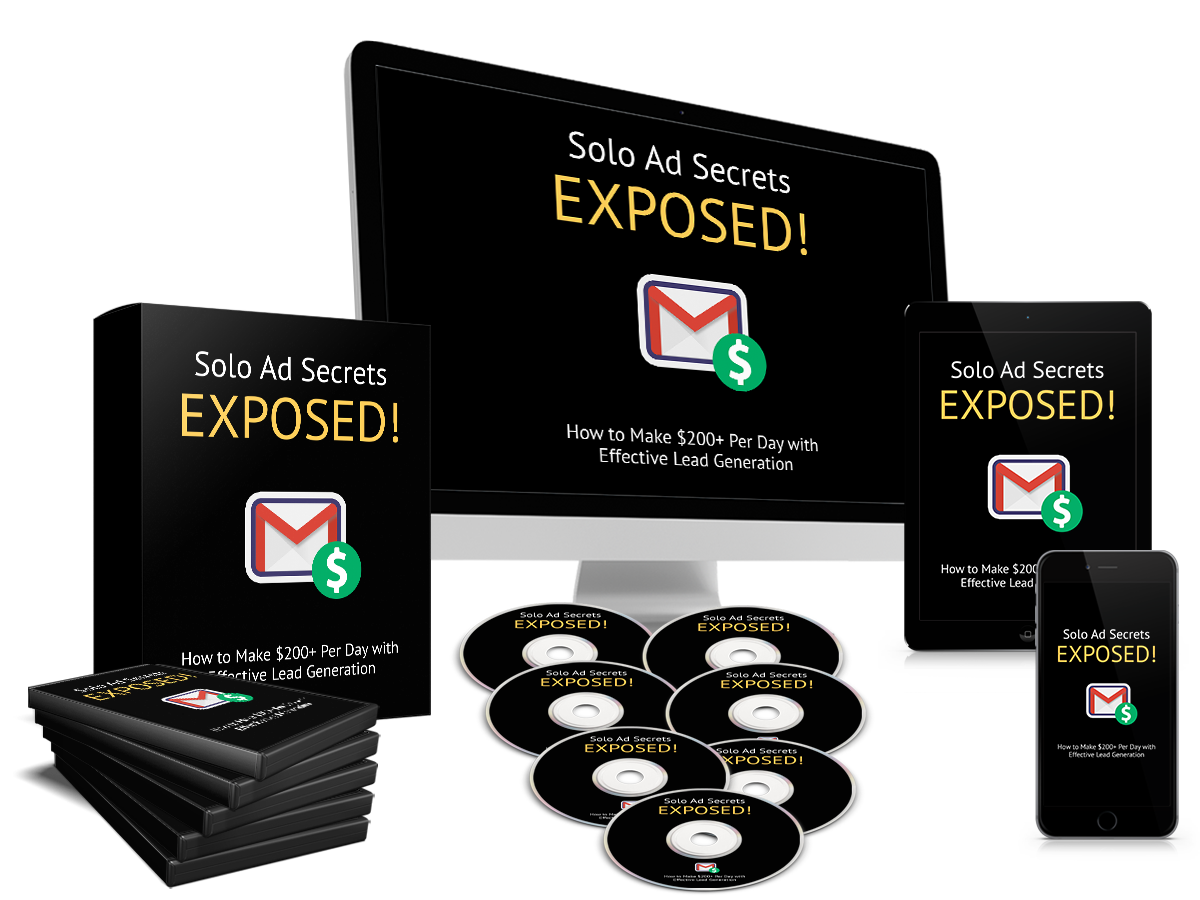 Solo Ad Secrets
EXPOSED!
$
How to Make $200+ Per Day with
Effective Lead Generation
Solo Ad Secrets
EXPOSED!
$
How to Make $200+ Per Day with
Effective Lead Generation
Solo Ad Secrets
EXPOSED!
$
How to Make $200
Effective Lead
Solo Ad Secrets
EXPOSED!
$
How to Make $200+ Per Day with
Effective Lead Generation
Solo Ad Secrets
EXPOSED!
$
Solo Ad Secrets
EXPOSED!
Solo Ad Secrets
EXPOSED!
Solo Ad Secrets
EXPOSED!
Solo Ad Secrets
EXPOSED!
Solo Ad Secrets
EXPOSED!
Solo Ad Secrets
EXPOSED!
Solo Ad Secrets
EXPOSED!
$
How to Make $200+ Per Day with
Effective Lead Generation